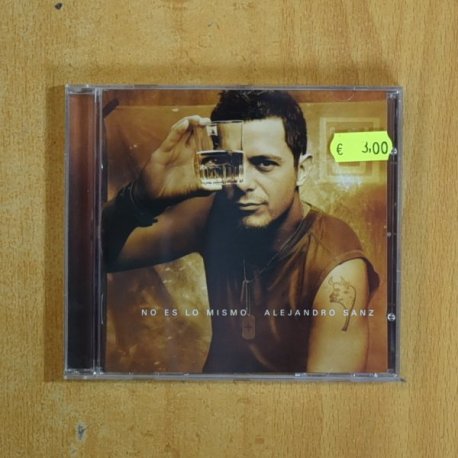 € 3,00
NO ES LO MISMO. ALEJANDRO SANZ